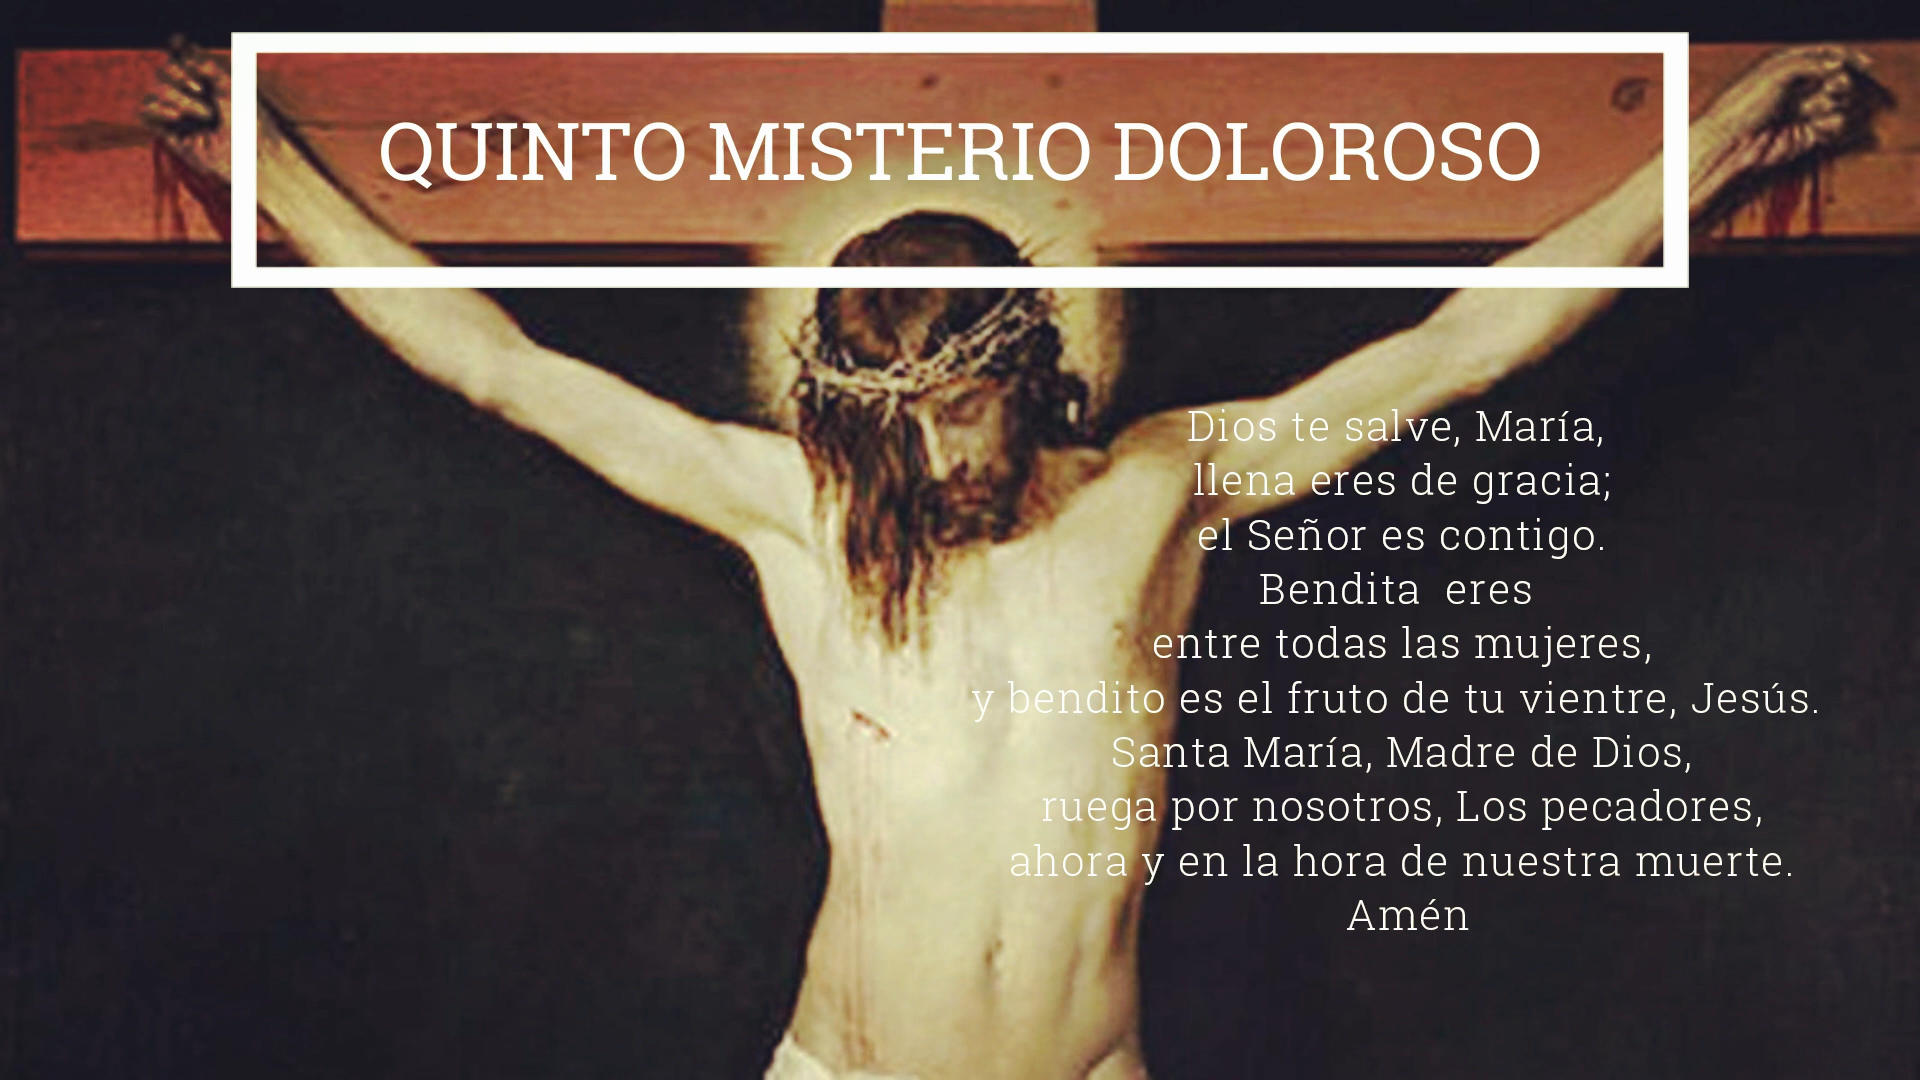 QUINTO MISTERIO DOLOROSO
Dios te salve, María,
llena eres de gracia;
el Señor es contigo.
Bendita  eres
entre todas las mujeres,
y bendito es el fruto de tu vientre, Jesús.
Santa María, Madre de Dios,
ruega por nosotros, Los pecadores,
ahora y en la hora de nuestra muerte.
Amén